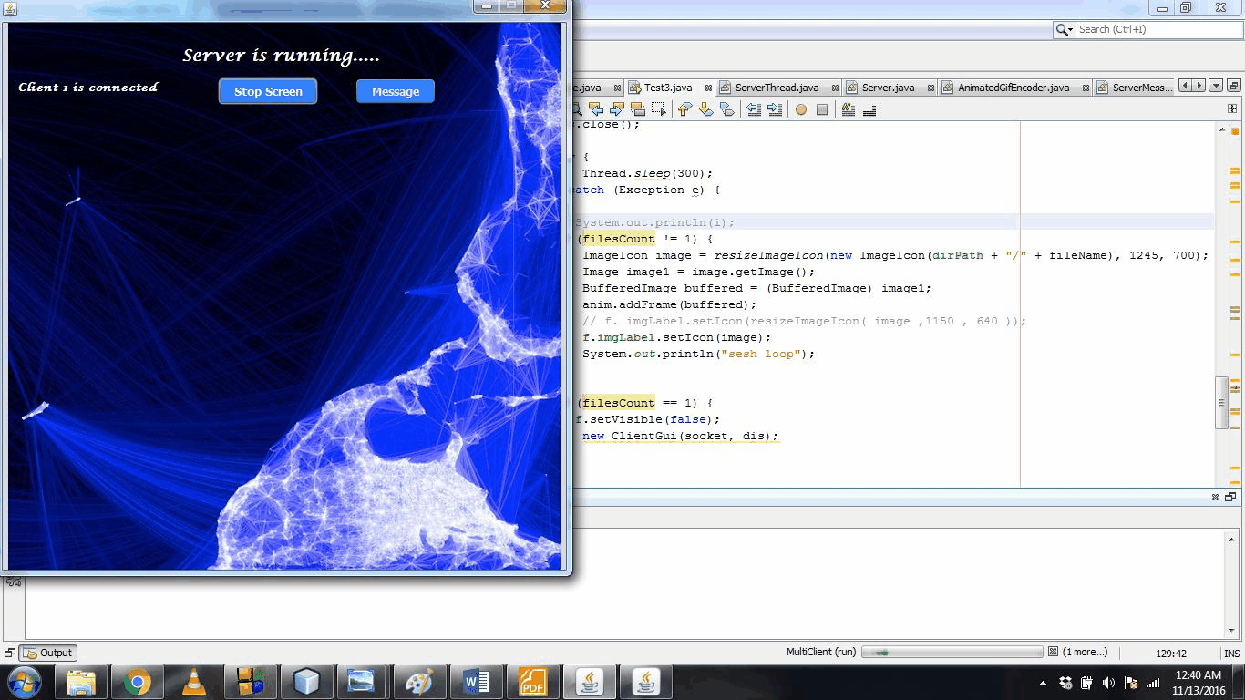 Server is running.....
Client 1 is connected
Stop Screen
Message
Search (Ctrl+I)
e.java
Test3.java
ServerThread.java
Server.java
AnimatedGifEncoder.java
ServerMess...
.close();
{
Thread.sleep(300);
atch (Exception e) {
System.out.println(i);
(filesCount != 1) {
ImageIcon image = resizeImageIcon(new ImageIcon(dirPath + "/" + fileName), 1245, 700);
Image image1 = image.getImage();
BufferedImage buffered = (BufferedImage) image1;
anim.addFrame(buffered);
// f. imgLabel.setIcon(resizeImageIcon( image ,1150 , 640 ));
f.imgLabel.setIcon(image);
System.out.println("sesh loop");
(filesCount == 1) {
f.setVisible(false);
new ClientGui(socket, dis);
Output
MultiClient (run)
(1 more...)
129:42
INS
PDF
12:40 AM
11/13/2016